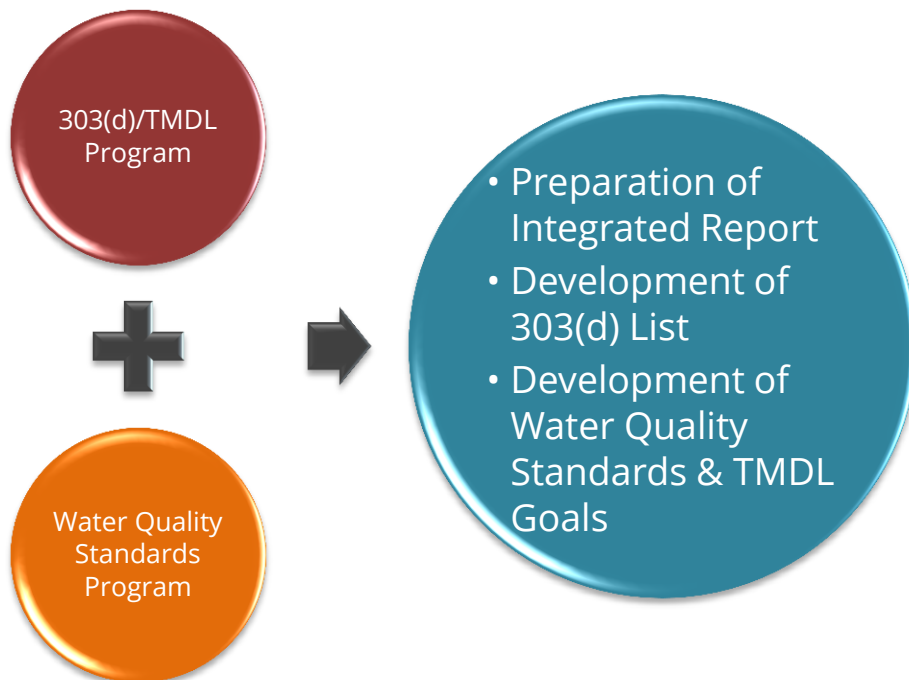 303(d)/TMDL
Program
Water Quality
Standards
Program
• Preparation of
Integrated Report
• Development of
303(d) List
• Development of
Water Quality
Standards & TMDL
Goals